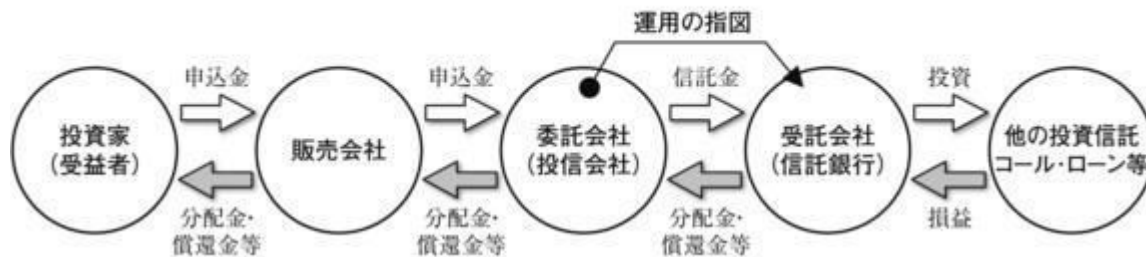 運用の指図
申込金
申込金
信託金
投資
投資家
(受益者)
販売会社
委託会社
(投信会社)
受託会社
(信託銀行)
他の投資信託
コール・ローン等
分配金・
償還金等
分配金・
償還金等
分配金・
償還金等
損益